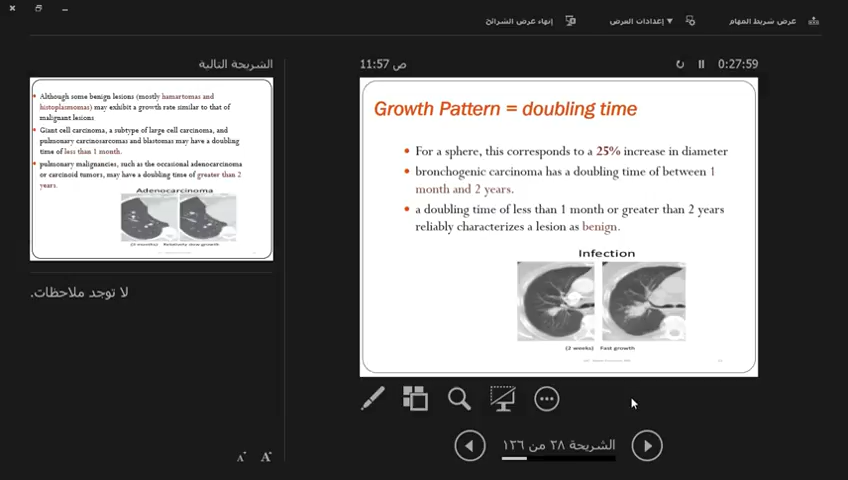 عرض شريط المهام
إعدادات العرض ▼
إنهاء عرض الشرائح
0:27:59
11:57 ص
Growth Pattern = doubling time
• For a sphere, this corresponds to a 25% increase in diameter
• bronchogenic carcinoma has a doubling time of between 1
month and 2 years.
• a doubling time of less than 1 month or greater than 2 years
reliably characterizes a lesion as benign.
Infection
(2 weeks) Fast growth
الشريحة ٢٨ من ١٣٦
الشريحة التالية
• Although some benign lesions (mostly hamartomas and
histoplasmomas) may exhibit a growth rate similar to that of
malignant lesions
• Giant cell carcinoma, a subtype of large cell carcinoma, and
pulmonary carcinosarcomas and blastomas may have a doubling
time of less than 1 month.
• pulmonary malignancies, such as the occasional adenocarcinoma
or carcinoid tumors, may have a doubling time of greater than 2
years.
Adenocarcinoma
(2 months) Relatively slow growth
لا توجد ملاحظات.
A A